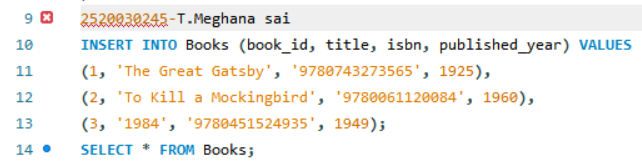 9 2520030245-T.Meghana sai
10 INSERT INTO Books (book_id, title, isbn, published_year) VALUES
11 (1, 'The Great Gatsby', '9780743273565', 1925),
12 (2, 'To Kill a Mockingbird', '9780061120084', 1960),
13 (3, '1984', '9780451524935', 1949);
14 SELECT * FROM Books;